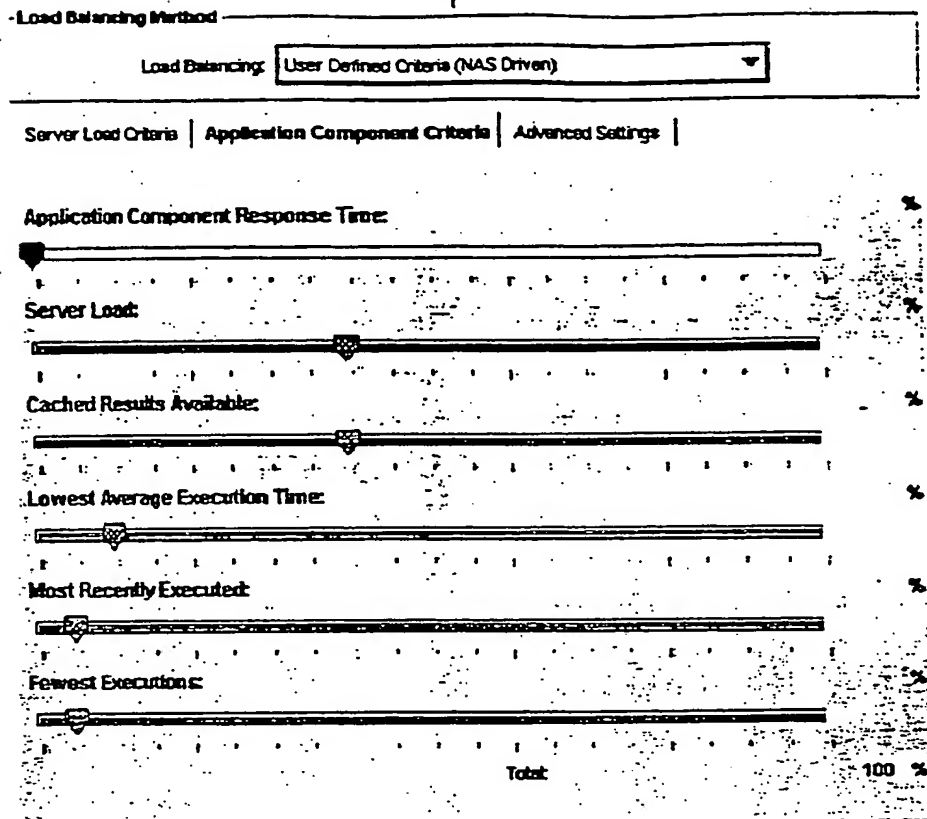 Load Balancing Method
Load Balancing: User Defined Criteria (NAS Driven)
Server Load Criteria | Application Component Criteria | Advanced Settings |
Application Component Response Time: %
Server Load: %
Cached Results Available: %
Lowest Average Execution Time: %
Most Recently Executed: %
Fewest Executions: %
Total: 100 %